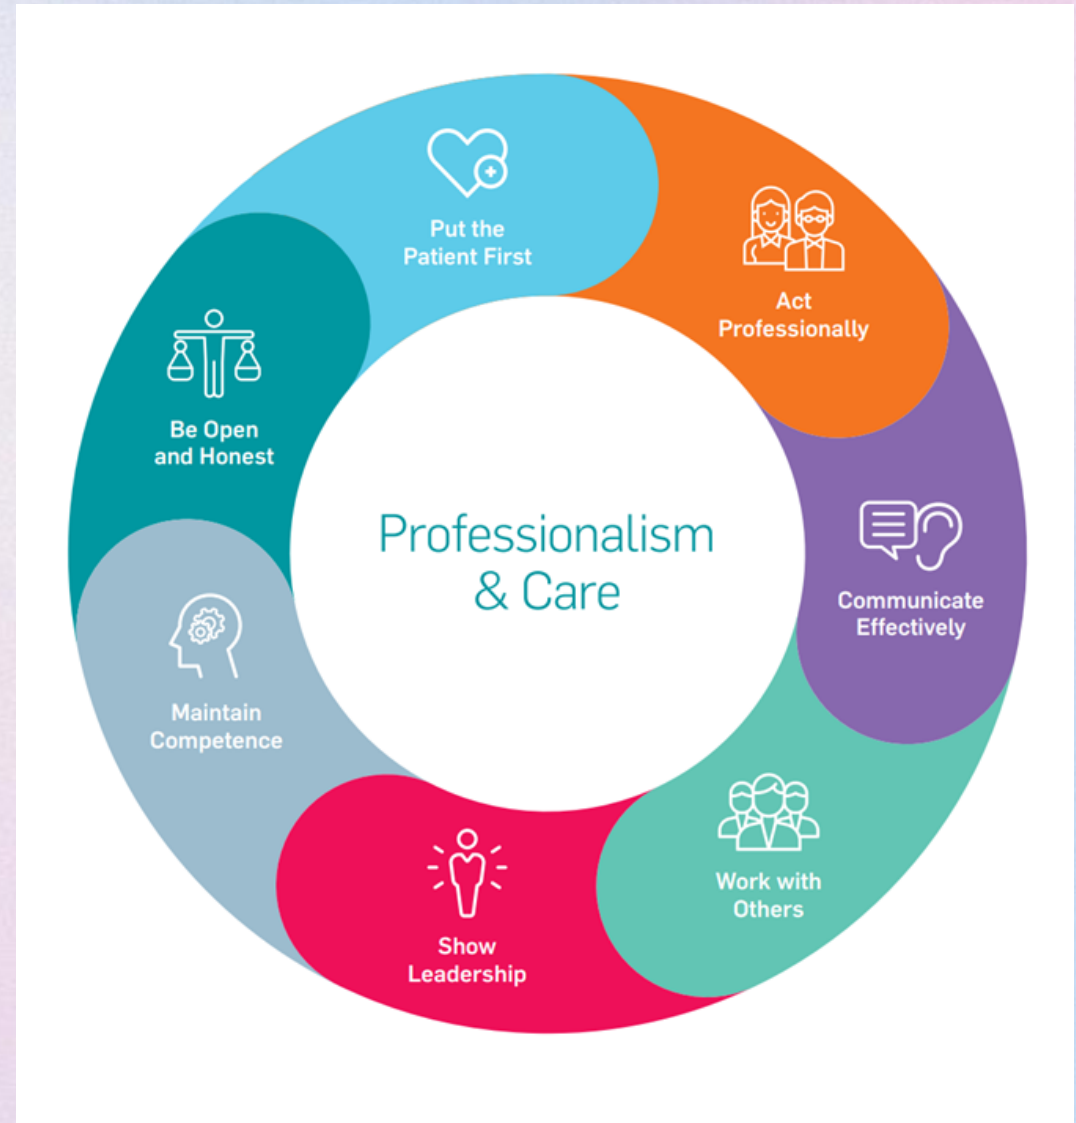 Put the
Patient First
Act
Professionally
Communicate
Effectively
Work with
Others
Show
Leadership
Maintain
Competence
Be Open
and Honest
Professionalism
& Care